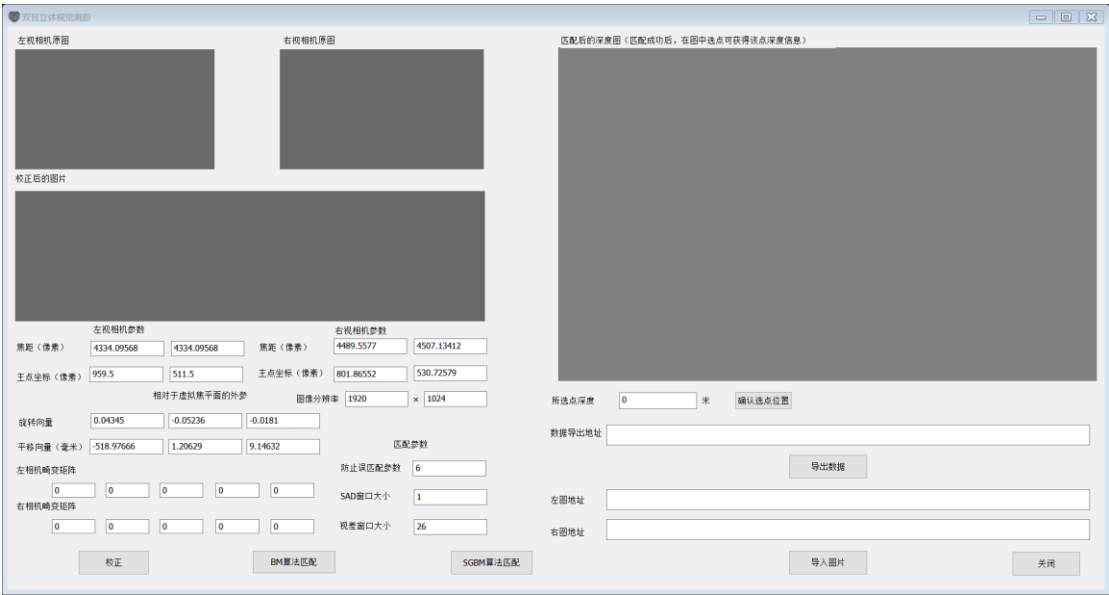 双目立体视觉测距
左视相机原图
右视相机原图
匹配后的深度图（匹配成功后，在图中选点可获得该点深度信息）
校正后的图片
左视相机参数
右视相机参数
焦距（像素） 4334.09568 4334.09568 焦距（像素） 4489.5577 4507.13412
主点坐标（像素） 959.5 511.5 主点坐标（像素） 801.86552 530.72579
相对于虚拟焦平面的外参 图像分辨率 1920 × 1024
旋转向量 0.04345 -0.05236 -0.0181
平移向量（毫米） -518.97666 1.20629 9.14632
匹配参数
左相机畸变矩阵
0 0 0 0 0
右相机畸变矩阵
0 0 0 0 0
防止误匹配参数 6
SAD窗口大小 1
视差窗口大小 26
校正 BM算法匹配 SGBM算法匹配
所选点深度 0 米 确认选点位置
数据导出地址
导出数据
左图地址
右图地址
导入图片 关闭